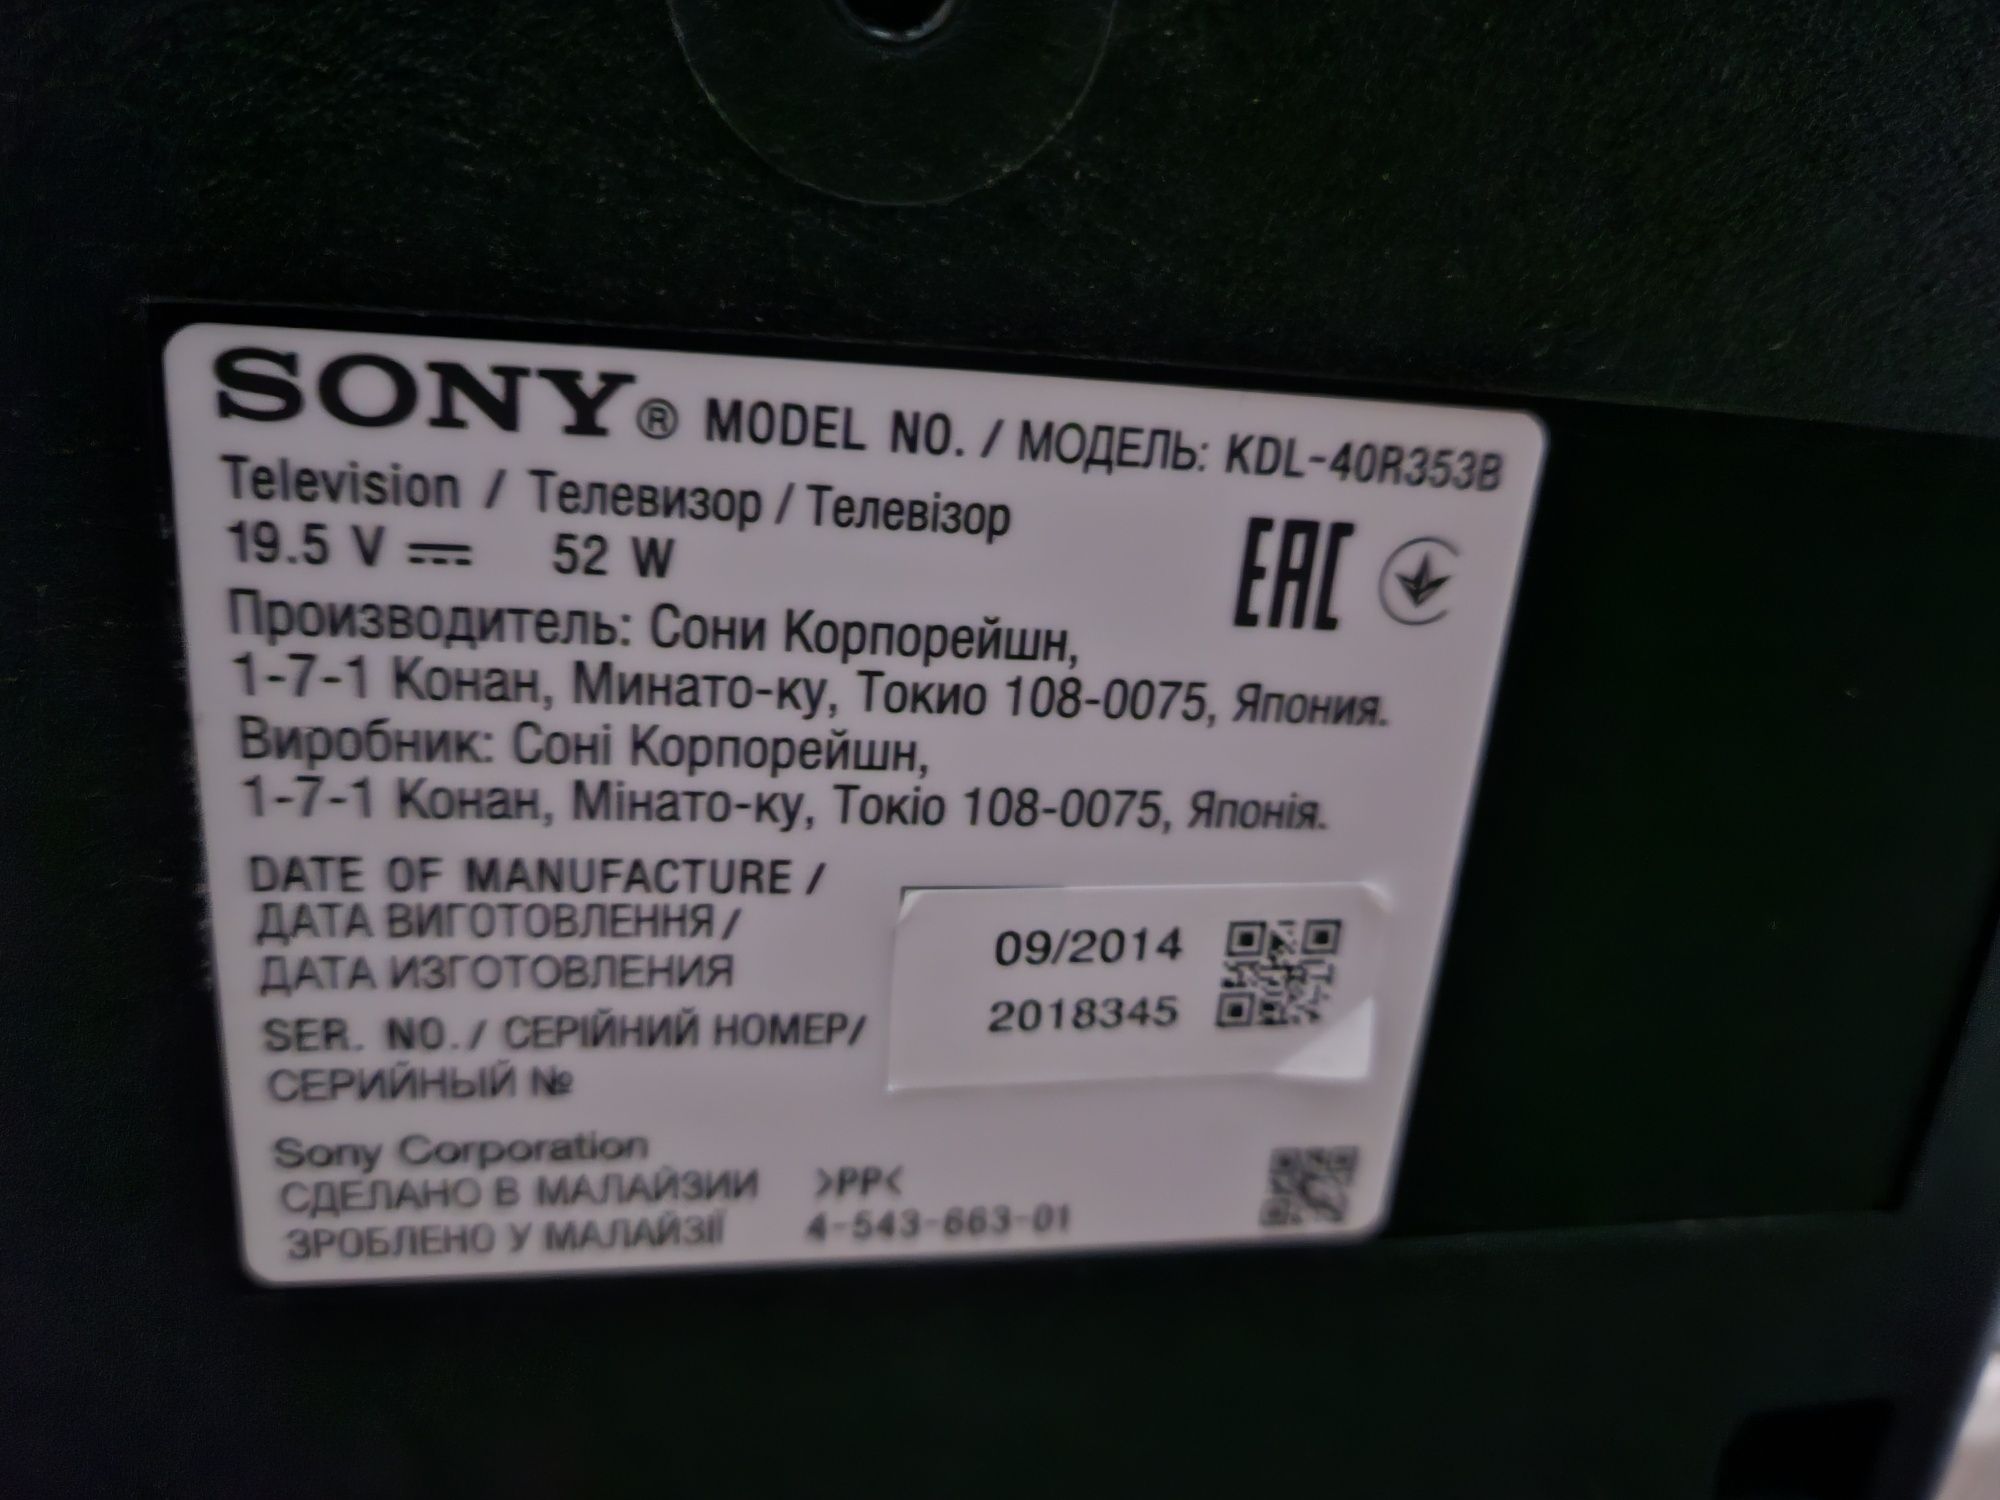 SONY® MODEL NO. / МОДЕЛЬ: KDL-40R353B
Television / Телевизор / Телевізор
19.5 V ⎓ 52 W
EAC
Производитель: Сони Корпорейшн,
1-7-1 Конан, Минато-ку, Токио 108-0075, Япония.
Виробник: Соні Корпорейшн,
1-7-1 Конан, Мінато-ку, Токіо 108-0075, Японія.
DATE OF MANUFACTURE /
ДАТА ВИГОТОВЛЕННЯ /
ДАТА ИЗГОТОВЛЕНИЯ
09/2014
SER. NO. / СЕРІЙНИЙ НОМЕР/
СЕРИЙНЫЙ №
2018345
Sony Corporation
СДЕЛАНО В МАЛАЙЗИИ >PP<
ЗРОБЛЕНО У МАЛАЙЗІЇ 4-543-663-01